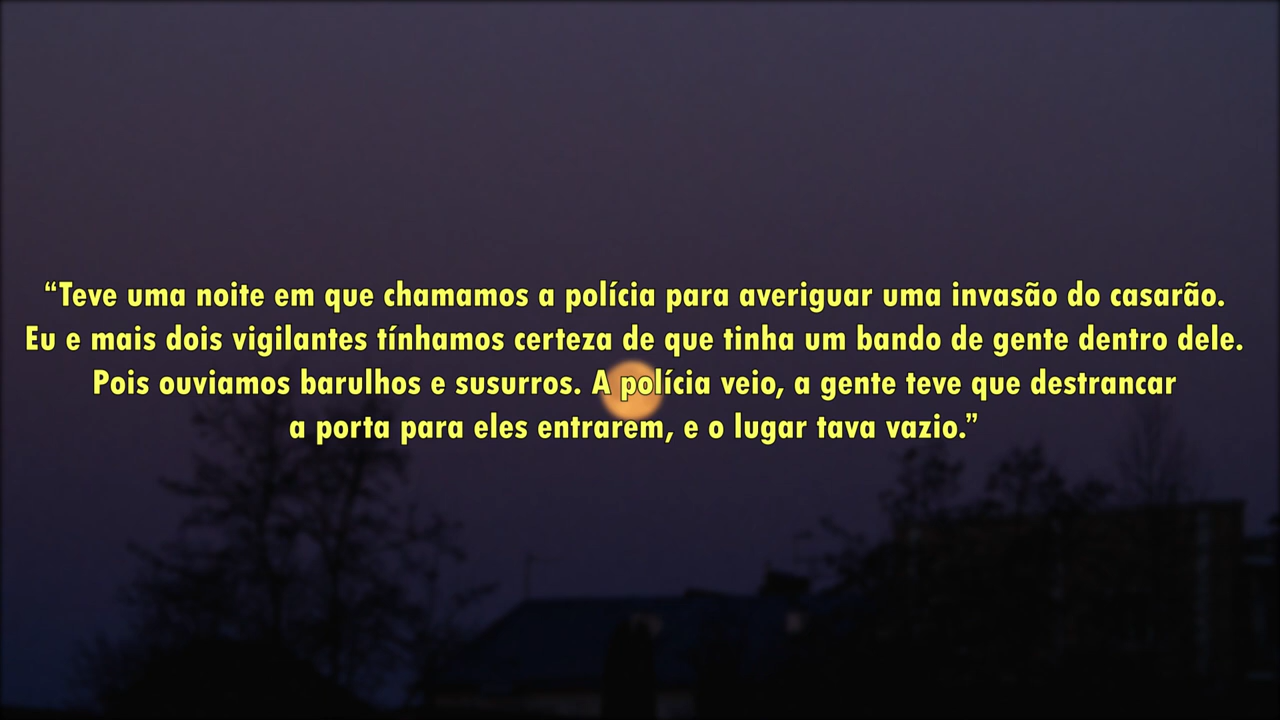 “Teve uma noite em que chamamos a polícia para averiguar uma invasão do casarão.
Eu e mais dois vigilantes tínhamos certeza de que tinha um bando de gente dentro dele.
Pois ouviamos barulhos e susurros. A polícia veio, a gente teve que destrancar
a porta para eles entrarem, e o lugar tava vazio.”